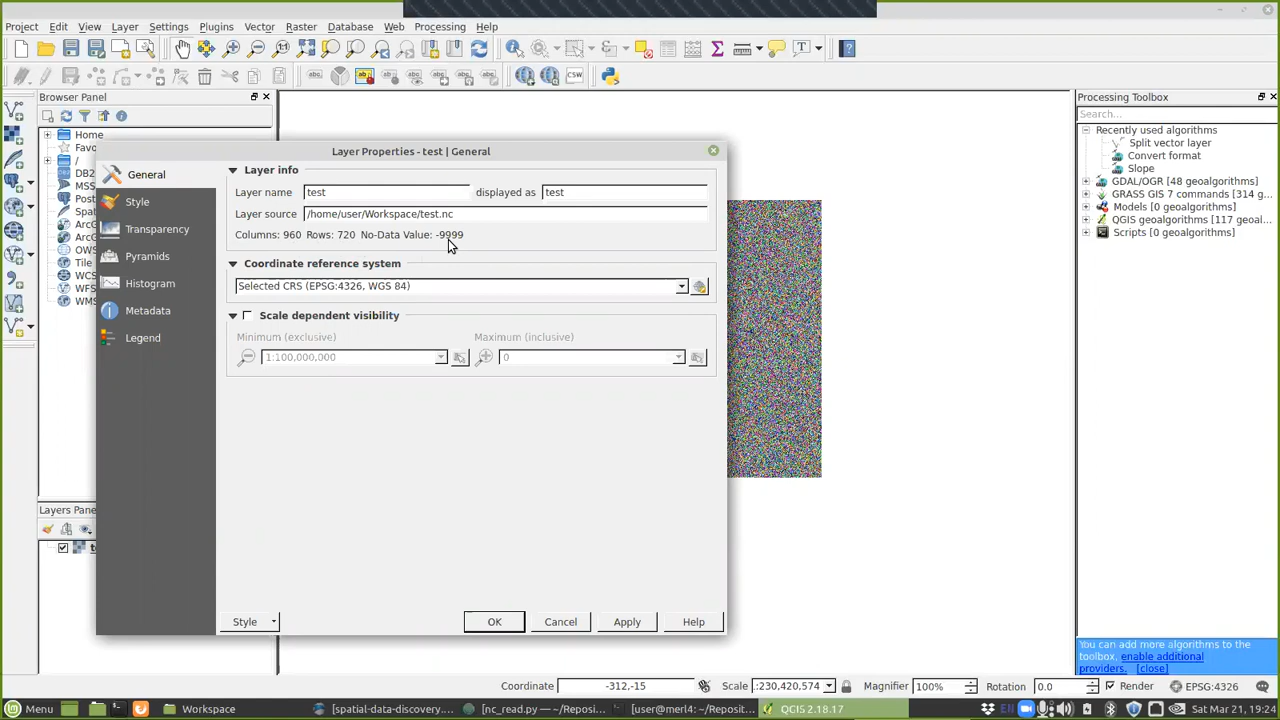 Project Edit View Layer Settings Plugins Vector Raster Database Web Processing Help
CSW
Browser Panel
Processing Toolbox
Search...
Home
/
DB2
MSS
Recently used algorithms
Split vector layer
Convert format
Slope
GDAL/OGR [48 geoalgorithms]
GRASS GIS 7 commands [314 g...
Models [0 geoalgorithms]
QGIS geoalgorithms [117 geoal...
Scripts [0 geoalgorithms]
Layer Properties - test | General
General
Style
Transparency
Pyramids
Histogram
Metadata
Legend
Layer info
Layer name test displayed as test
Layer source /home/user/Workspace/test.nc
Columns: 960 Rows: 720 No-Data Value: -9999
Coordinate reference system
Selected CRS (EPSG:4326, WGS 84)
Scale dependent visibility
Minimum (exclusive) Maximum (inclusive)
1:100,000,000 0
Style OK Cancel Apply Help
You can add more algorithms to the
toolbox, enable additional
providers. [close]
Coordinate -312,-15 Scale :230,420,574 Magnifier 100% Rotation 0.0 Render EPSG:4326
Menu Workspace [spatial-data-discovery.... [nc_read.py — ~/Reposi... [user@merl4: ~/Reposit... QGIS 2.18.17 EN Sat Mar 21, 19:24